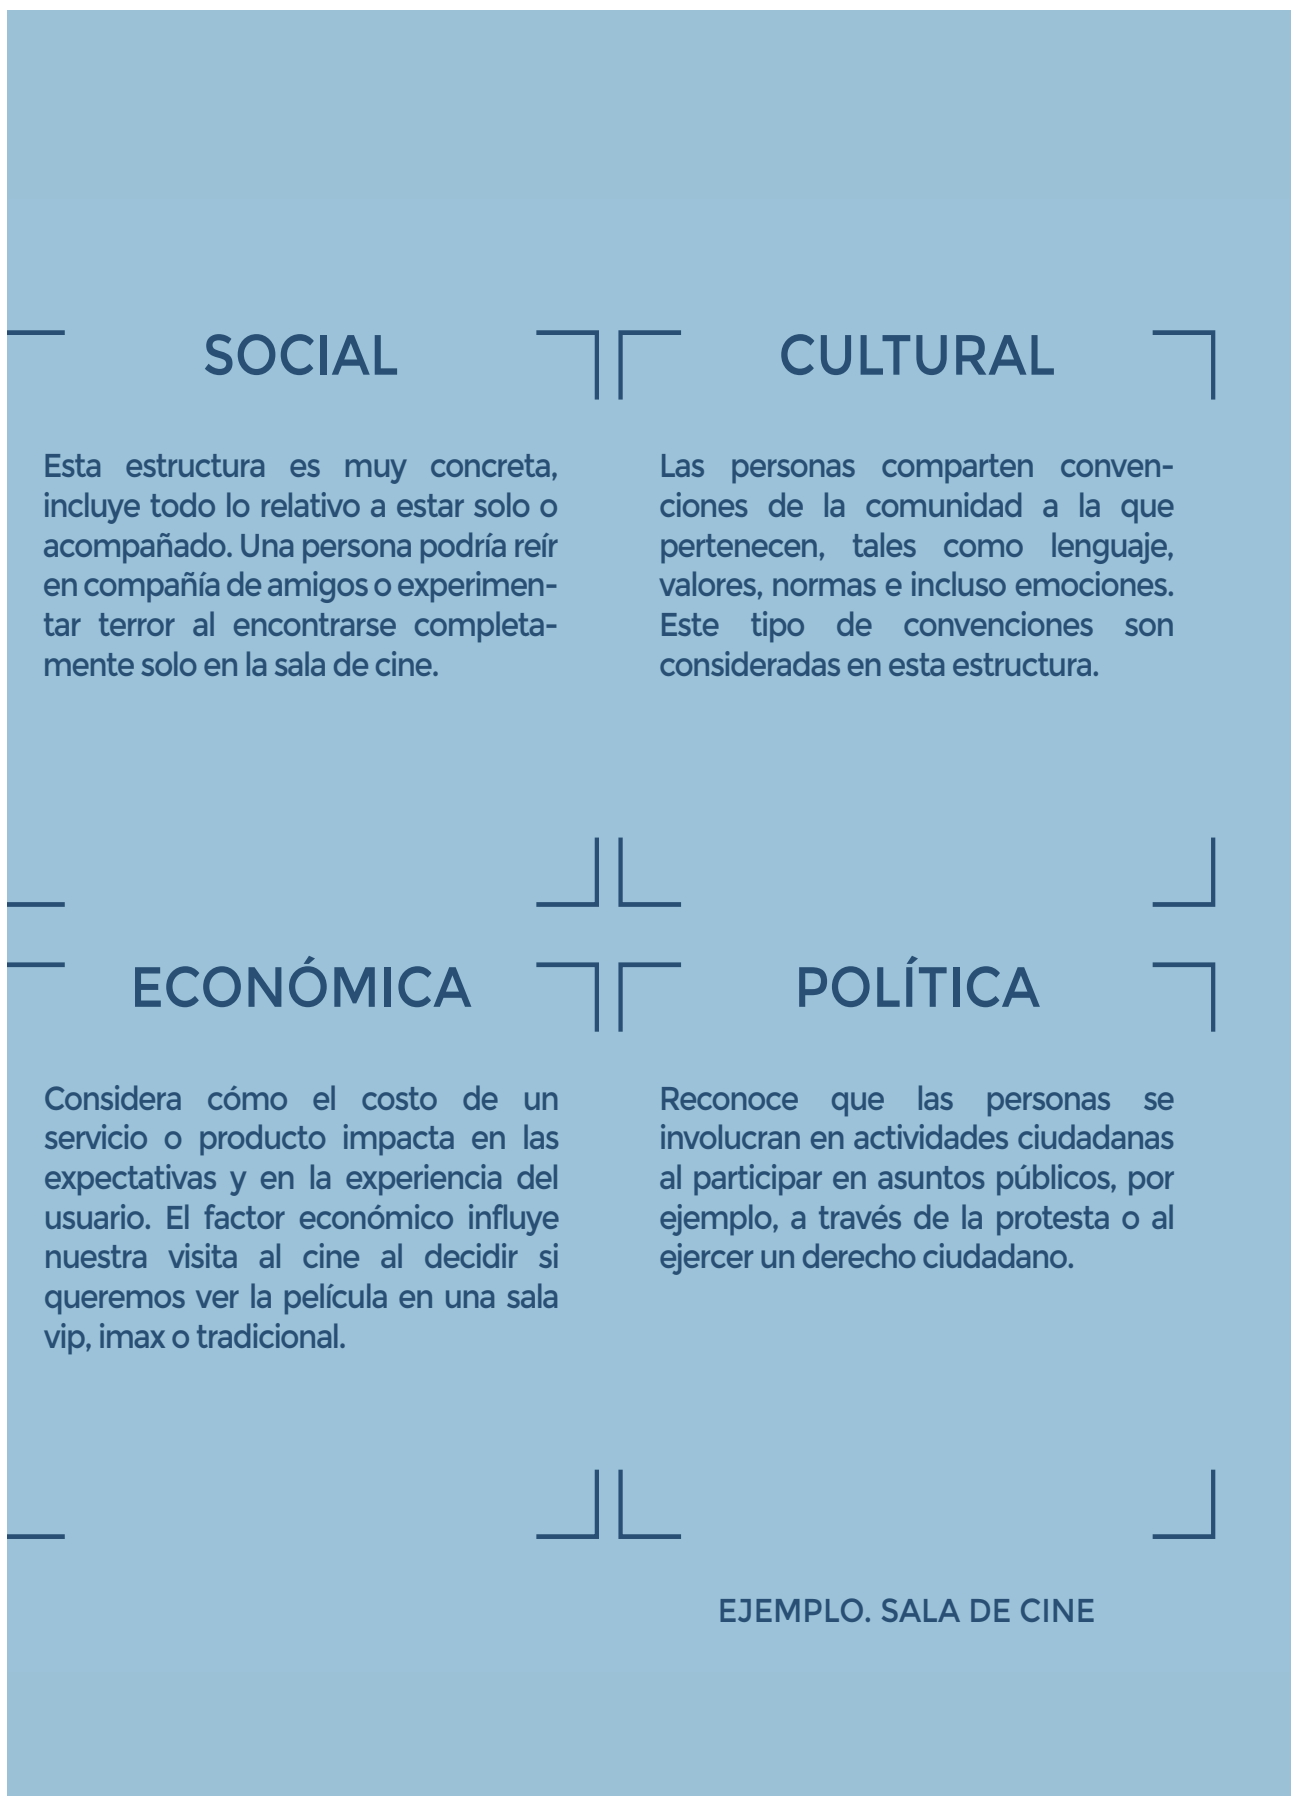 SOCIAL
Esta estructura es muy concreta,
incluye todo lo relativo a estar solo o
acompañado. Una persona podría reír
en compañía de amigos o experimen-
tar terror al encontrarse completa-
mente solo en la sala de cine.
CULTURAL
Las personas comparten conven-
ciones de la comunidad a la que
pertenecen, tales como lenguaje,
valores, normas e incluso emociones.
Este tipo de convenciones son
consideradas en esta estructura.
ECONÓMICA
Considera cómo el costo de un
servicio o producto impacta en las
expectativas y en la experiencia del
usuario. El factor económico influye
nuestra visita al cine al decidir si
queremos ver la película en una sala
vip, imax o tradicional.
POLÍTICA
Reconoce que las personas se
involucran en actividades ciudadanas
al participar en asuntos públicos, por
ejemplo, a través de la protesta o al
ejercer un derecho ciudadano.
EJEMPLO. SALA DE CINE